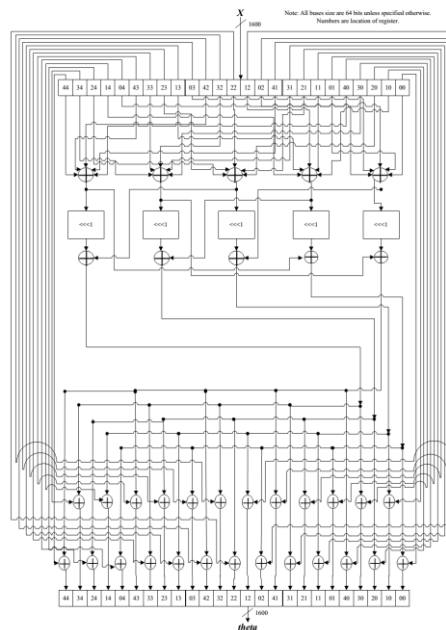 X
Note: All buses size are 64 bits unless specified otherwise.
Numbers are location of register.
1600
44 34 24 14 04 43 33 23 13 03 42 32 22 12 02 41 31 21 11 01 40 30 20 10 00
<<<1 <<<1 <<<1 <<<1 <<<1
44 34 24 14 04 43 33 23 13 03 42 32 22 12 02 41 31 21 11 01 40 30 20 10 00
1600
theta